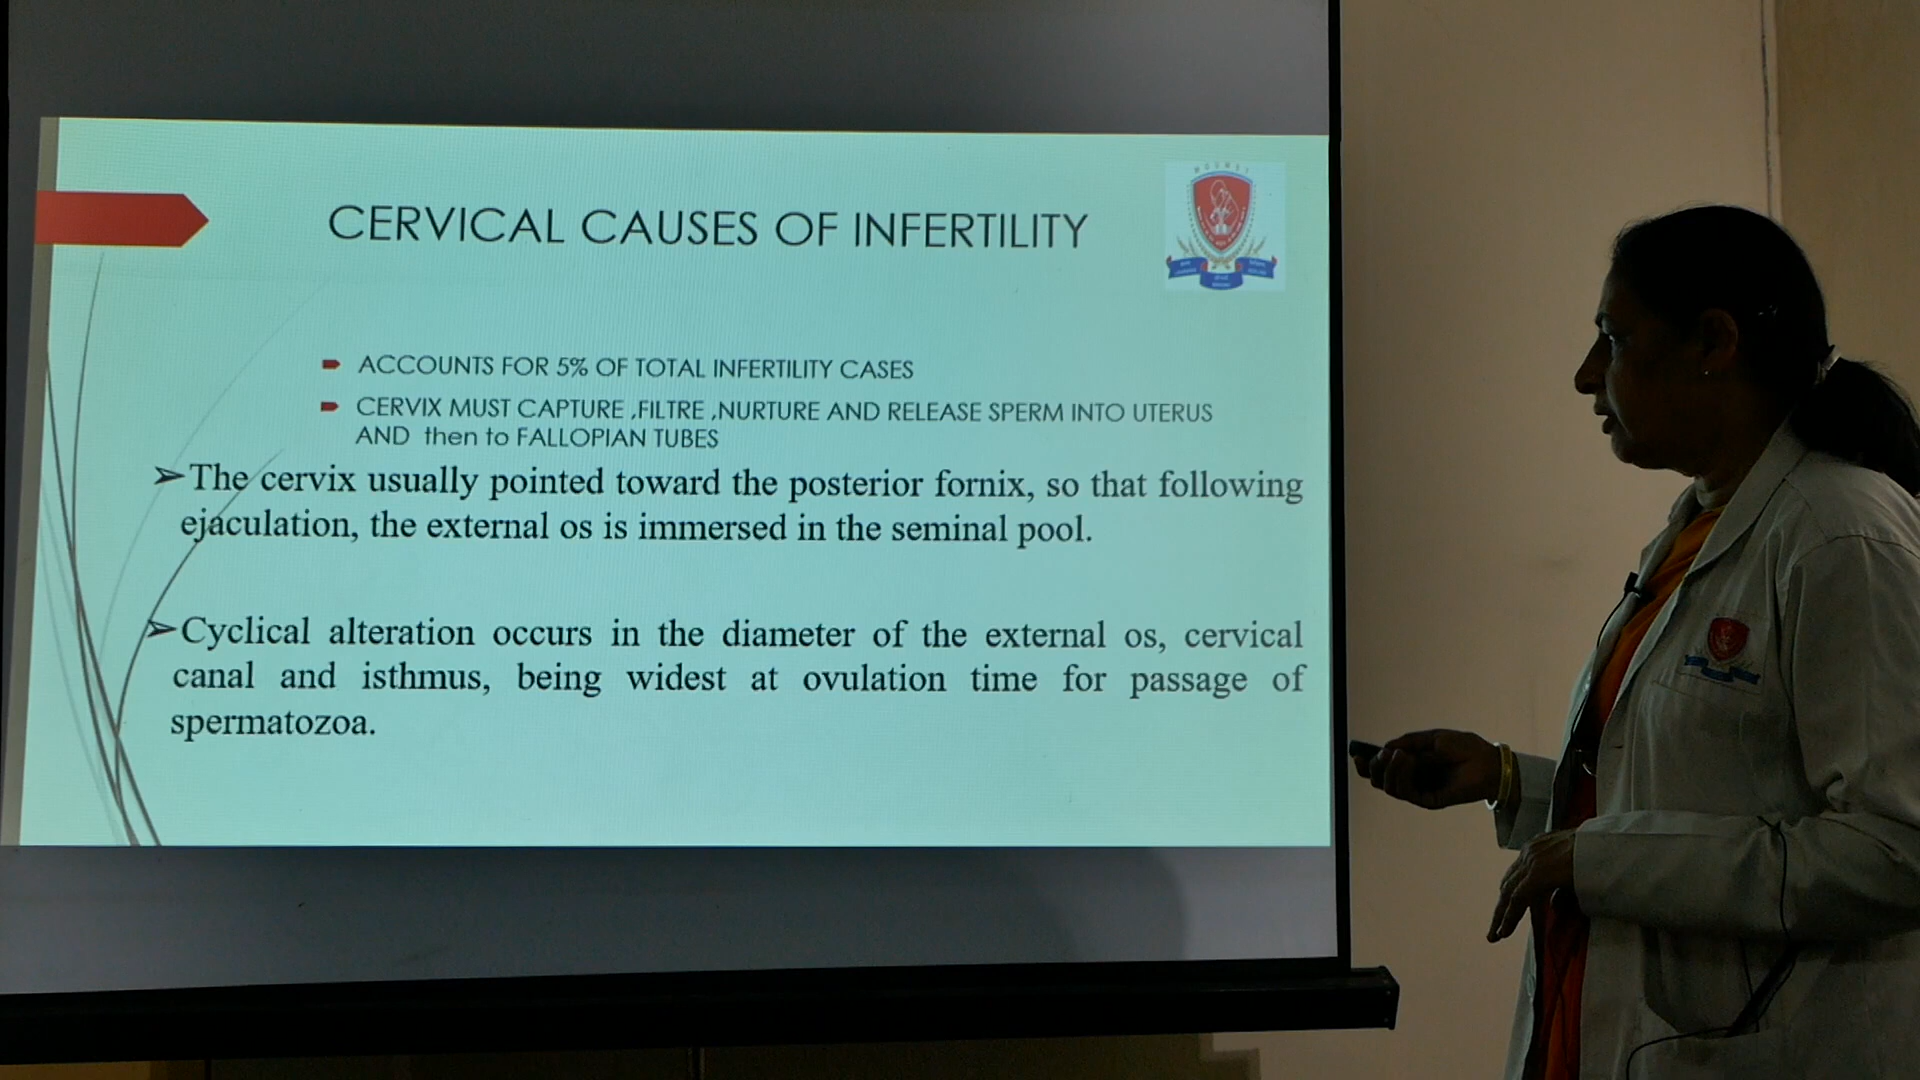 CERVICAL CAUSES OF INFERTILITY
ACCOUNTS FOR 5% OF TOTAL INFERTILITY CASES
CERVIX MUST CAPTURE ,FILTRE ,NURTURE AND RELEASE SPERM INTO UTERUS
AND then to FALLOPIAN TUBES
➢The cervix usually pointed toward the posterior fornix, so that following
ejaculation, the external os is immersed in the seminal pool.
➢Cyclical alteration occurs in the diameter of the external os, cervical
canal and isthmus, being widest at ovulation time for passage of
spermatozoa.